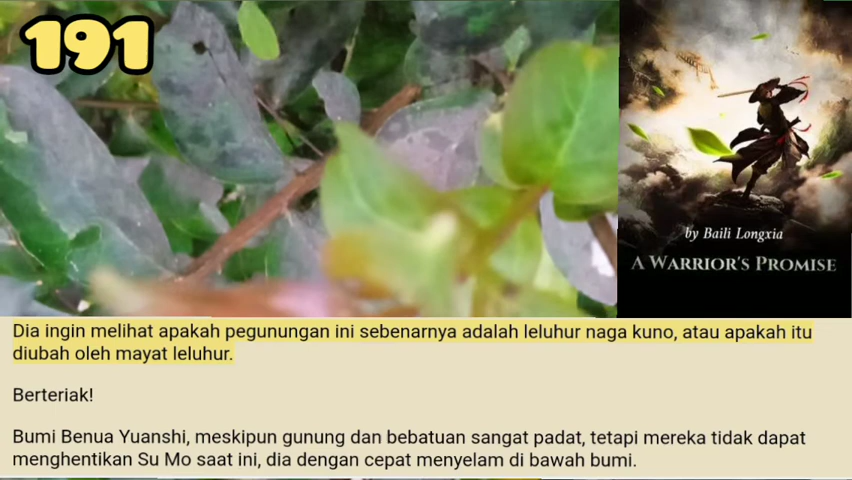 191
by Baili Longxia
A WARRIOR'S PROMISE
Dia ingin melihat apakah pegunungan ini sebenarnya adalah leluhur naga kuno, atau apakah itu
diubah oleh mayat leluhur.
Berteriak!
Bumi Benua Yuanshi, meskipun gunung dan bebatuan sangat padat, tetapi mereka tidak dapat
menghentikan Su Mo saat ini, dia dengan cepat menyelam di bawah bumi.